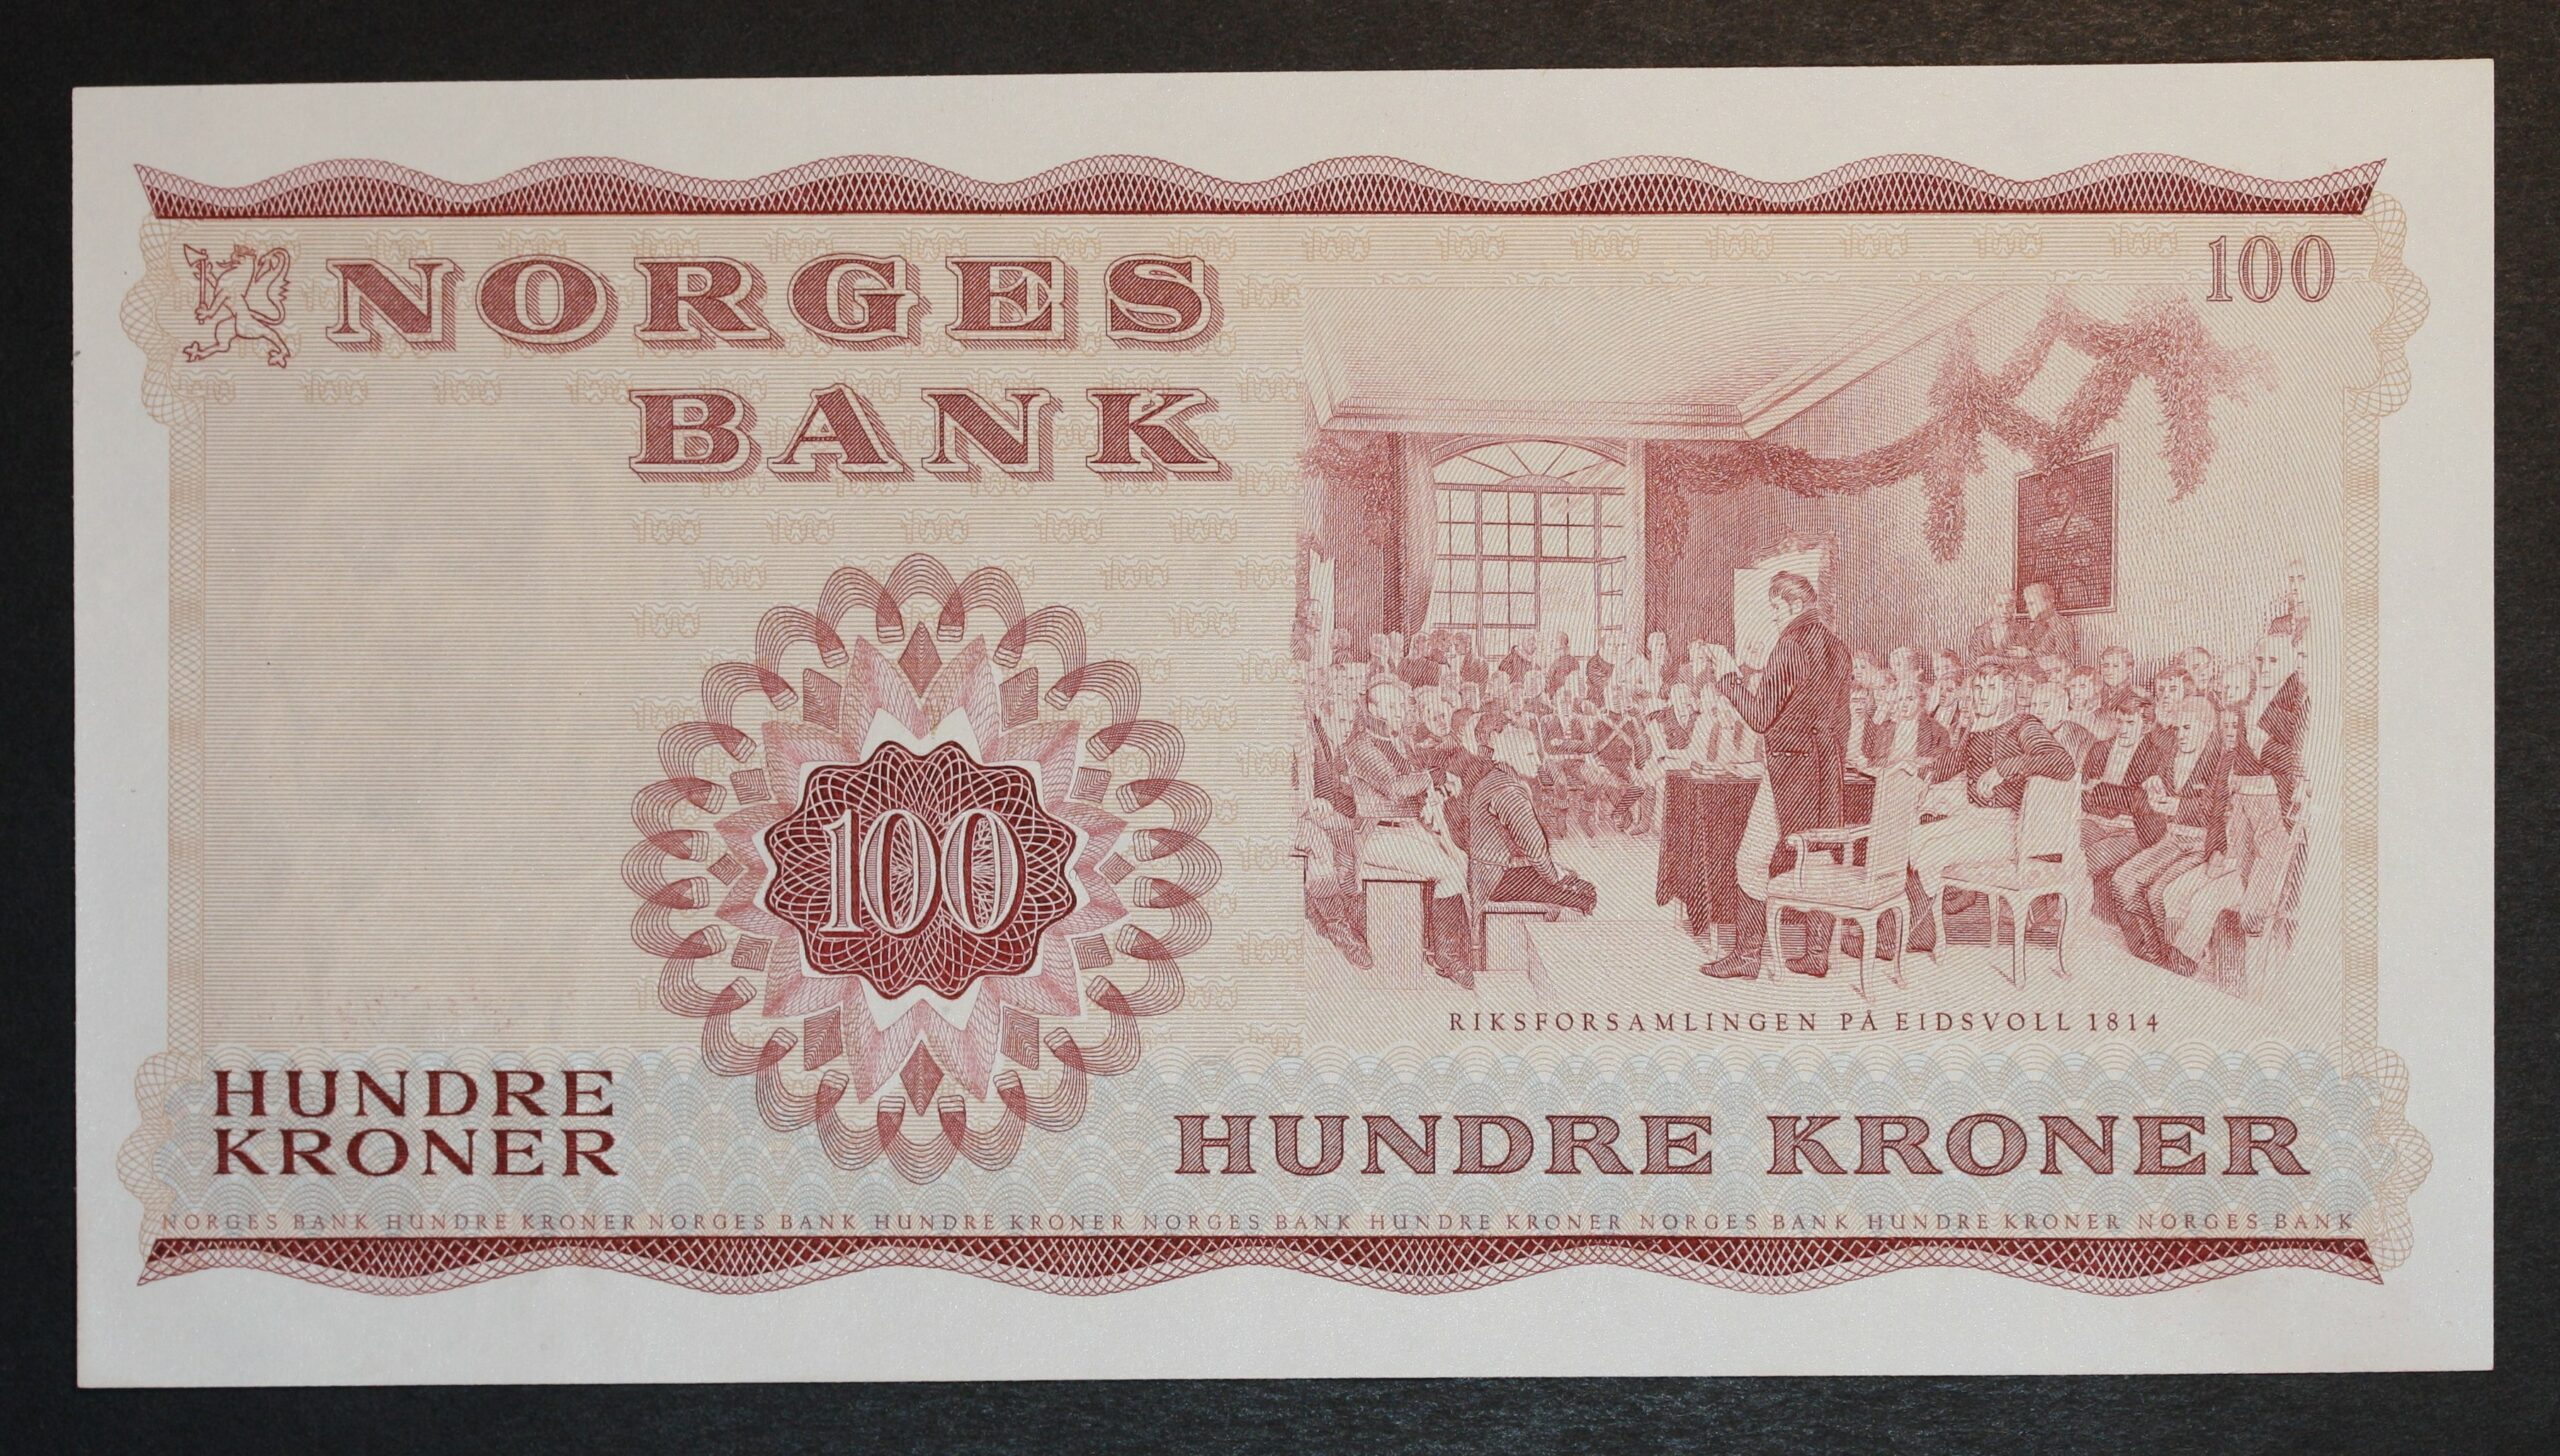 NORGES
BANK
100
100
RIKSFORSAMLINGEN PÅ EIDSVOLL 1814
HUNDRE
KRONER
HUNDRE KRONER
NORGES BANK HUNDRE KRONER NORGES BANK HUNDRE KRONER NORGES BANK HUNDRE KRONER NORGES BANK HUNDRE KRONER NORGES BANK